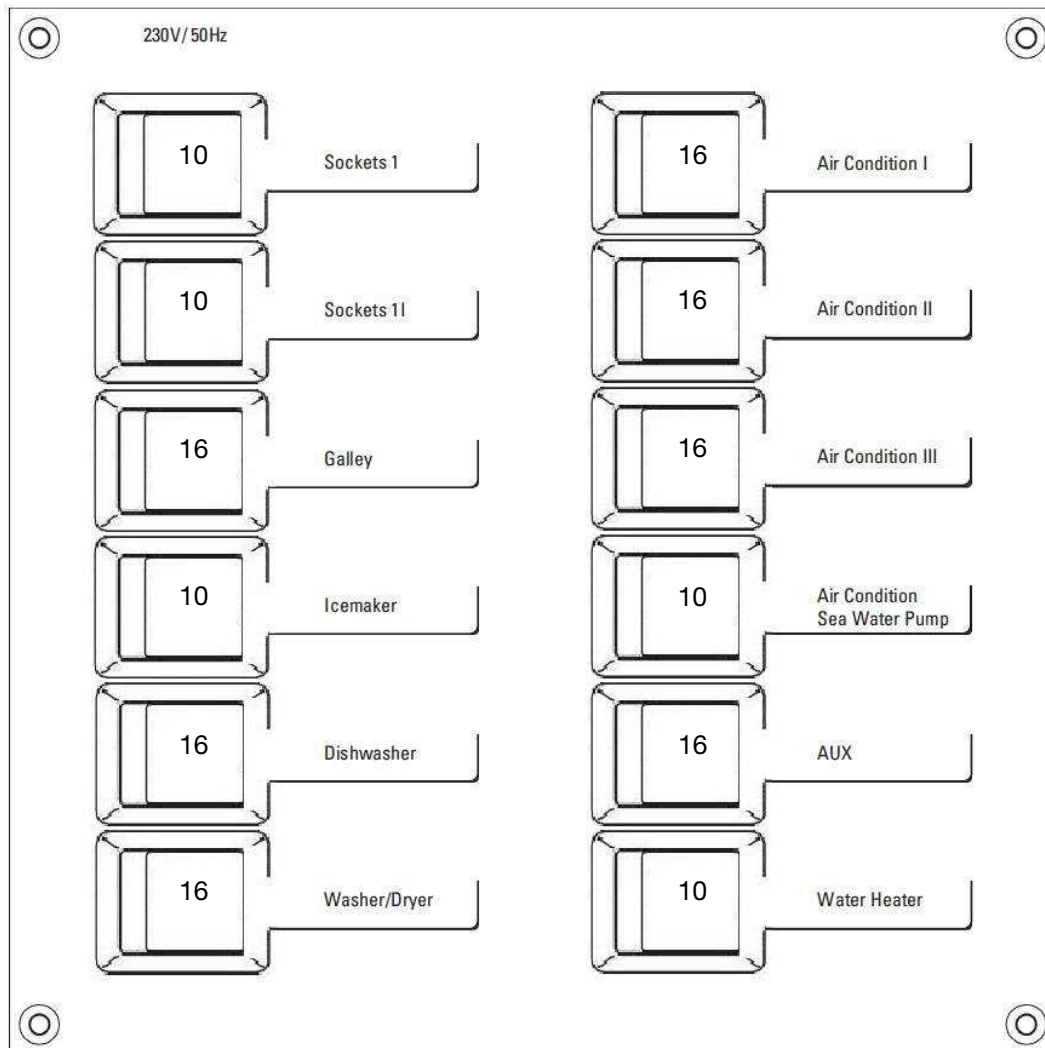 230V/50Hz
10
Sockets 1
10
Sockets 1I
16
Galley
10
Icemaker
16
Dishwasher
16
Washer/Dryer
16
Air Condition I
16
Air Condition II
16
Air Condition III
10
Air Condition
Sea Water Pump
16
AUX
10
Water Heater